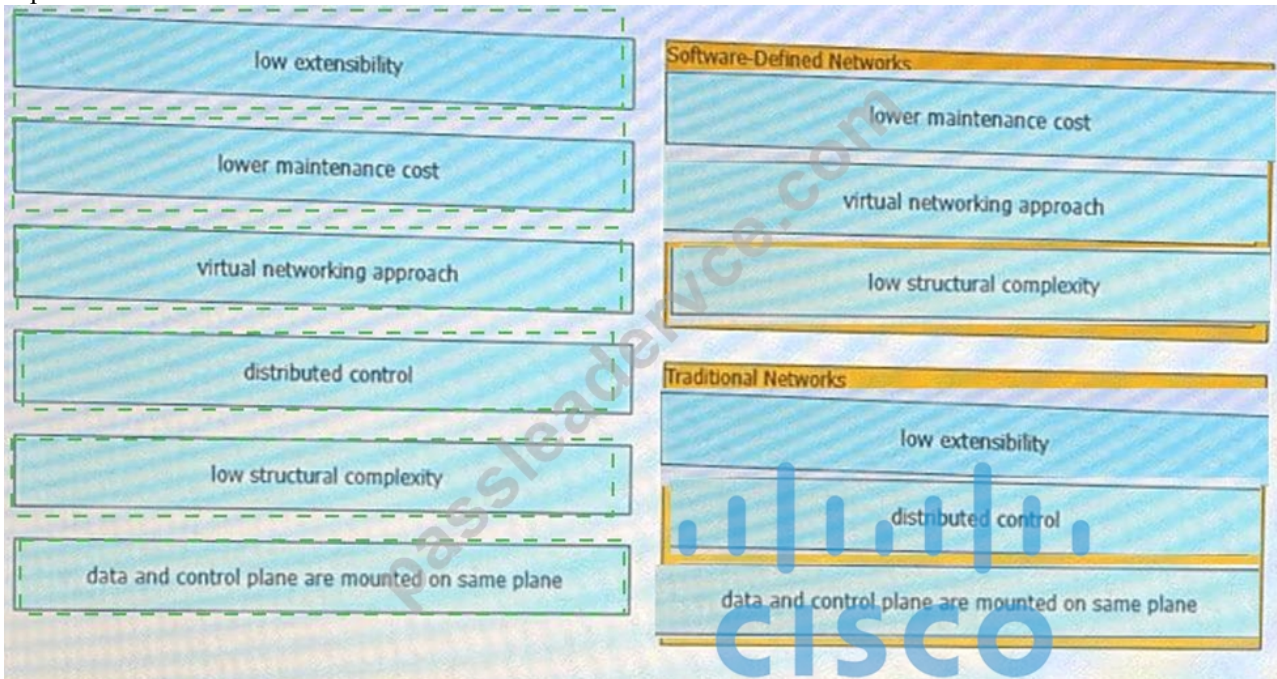 low extensibility
lower maintenance cost
virtual networking approach
distributed control
low structural complexity
data and control plane are mounted on same plane
Software-Defined Networks
lower maintenance cost
virtual networking approach
low structural complexity
Traditional Networks
low extensibility
distributed control
data and control plane are mounted on same plane
passleadervce.com
CISCO